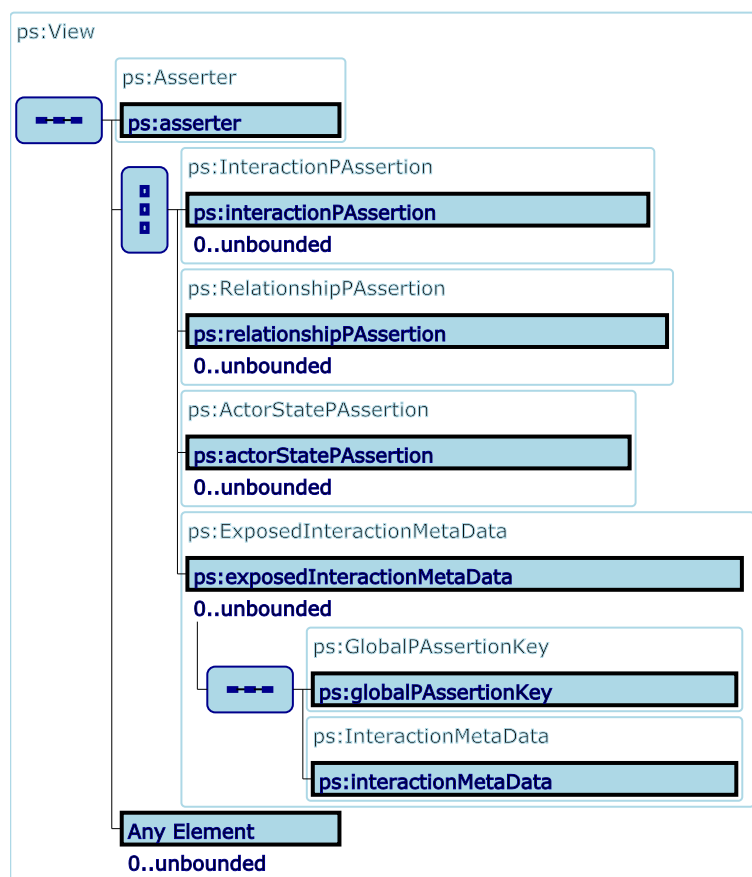 ps:View
ps:Asserter
ps:asserter
ps:InteractionPAssertion
ps:interactionPAssertion
0..unbounded
ps:RelationshipPAssertion
ps:relationshipPAssertion
0..unbounded
ps:ActorStatePAssertion
ps:actorStatePAssertion
0..unbounded
ps:ExposedInteractionMetaData
ps:exposedInteractionMetaData
0..unbounded
ps:GlobalPAssertionKey
ps:globalPAssertionKey
ps:InteractionMetaData
ps:interactionMetaData
Any Element
0..unbounded